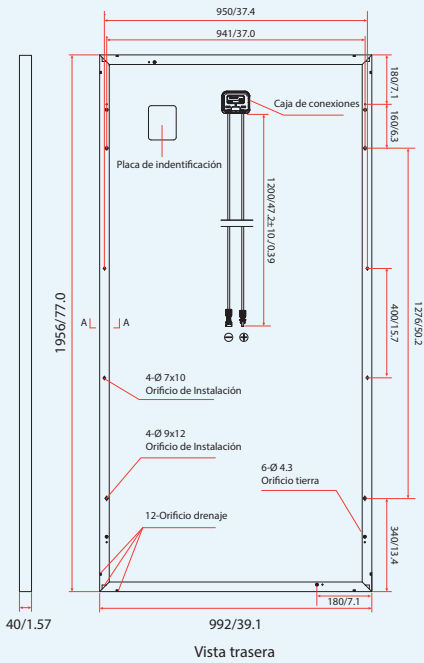 950/37.4
941/37.0
180/7.1
160/6.3
Caja de conexiones
Placa de indentificación
1200/47.2±10./0.39
1956/77.0
400/15.7
1276/50.2
A
A
4-Ø 7x10
Orificio de Instalación
4-Ø 9x12
Orificio de Instalación
6-Ø 4.3
Orificio tierra
12-Orificio drenaje
340/13.4
180/7.1
40/1.57
992/39.1
Vista trasera